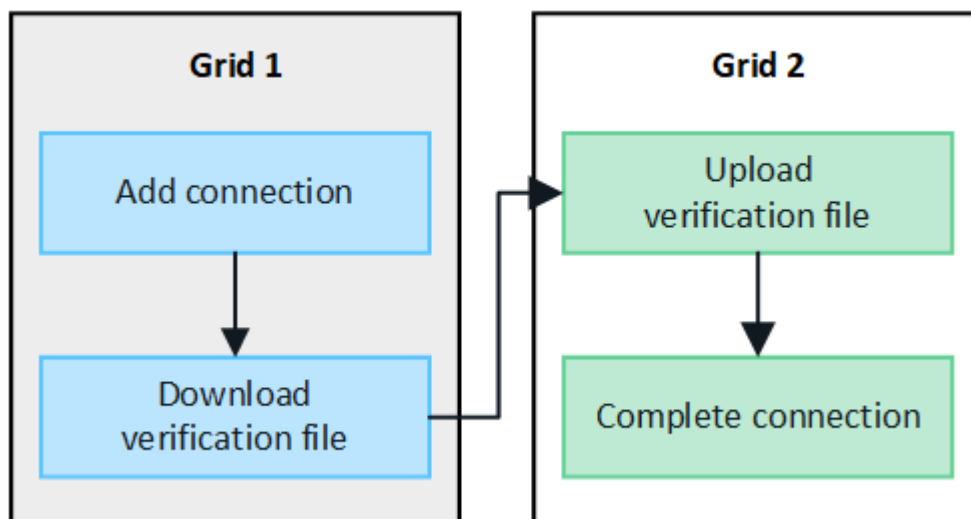 Grid 1
Add connection
Download
verification file
Grid 2
Upload
verification file
Complete connection